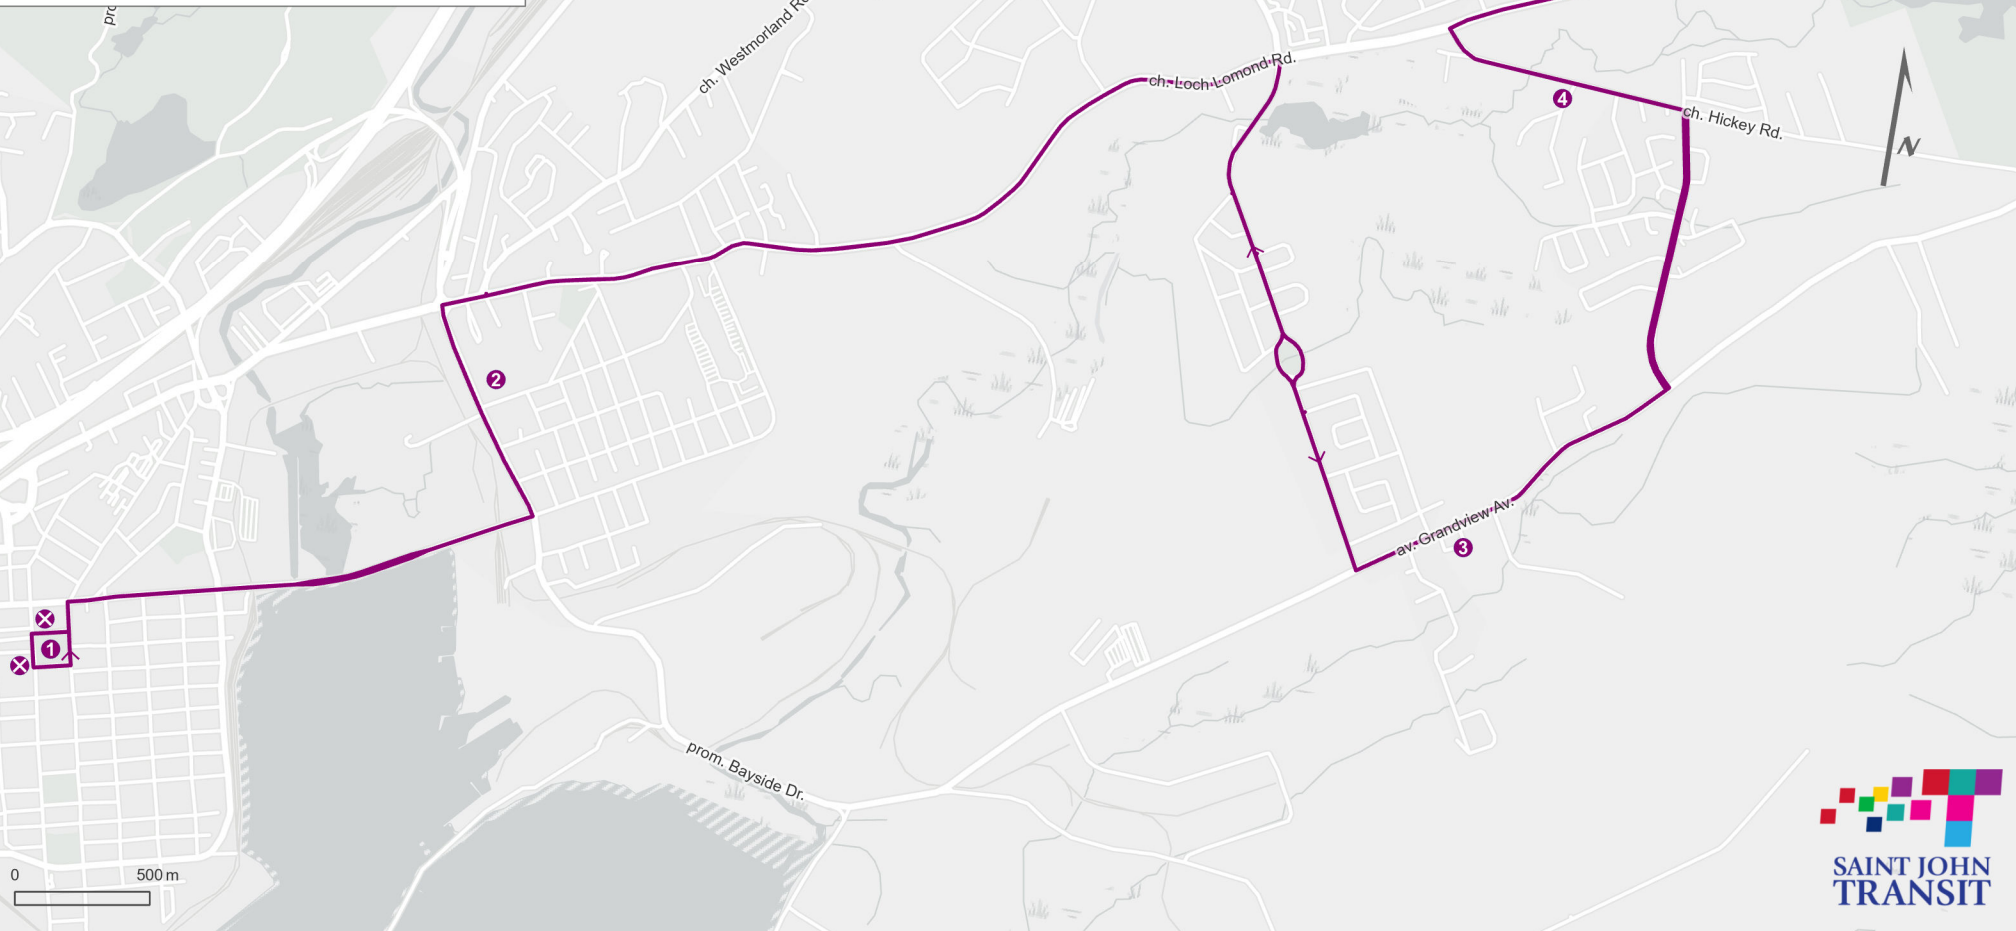 pro
ch. Westmorland Rd
ch. Loch Lomond Rd.
4
ch. Hickey Rd.
N
2
av. Grandview Av.
3
1
prom. Bayside Dr.
0 500 m
SAINT JOHN
TRANSIT